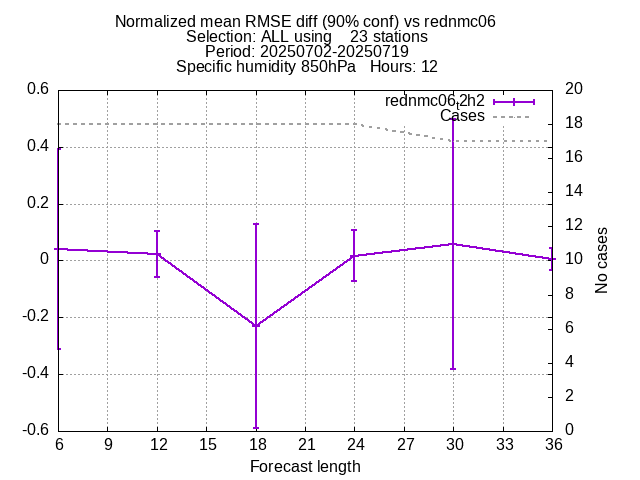 Normalized mean RMSE diff (90% conf) vs rednmc06
Selection: ALL using    23 stations
Period: 20250702-20250719
Specific humidity 850hPa   Hours: 12
rednmc06,t2h2
Cases
0.6
0.4
0.2
0
-0.2
-0.4
-0.6
20
18
16
14
12
10
8
6
4
2
0
No cases
6 9 12 15 18 21 24 27 30 33 36
Forecast length